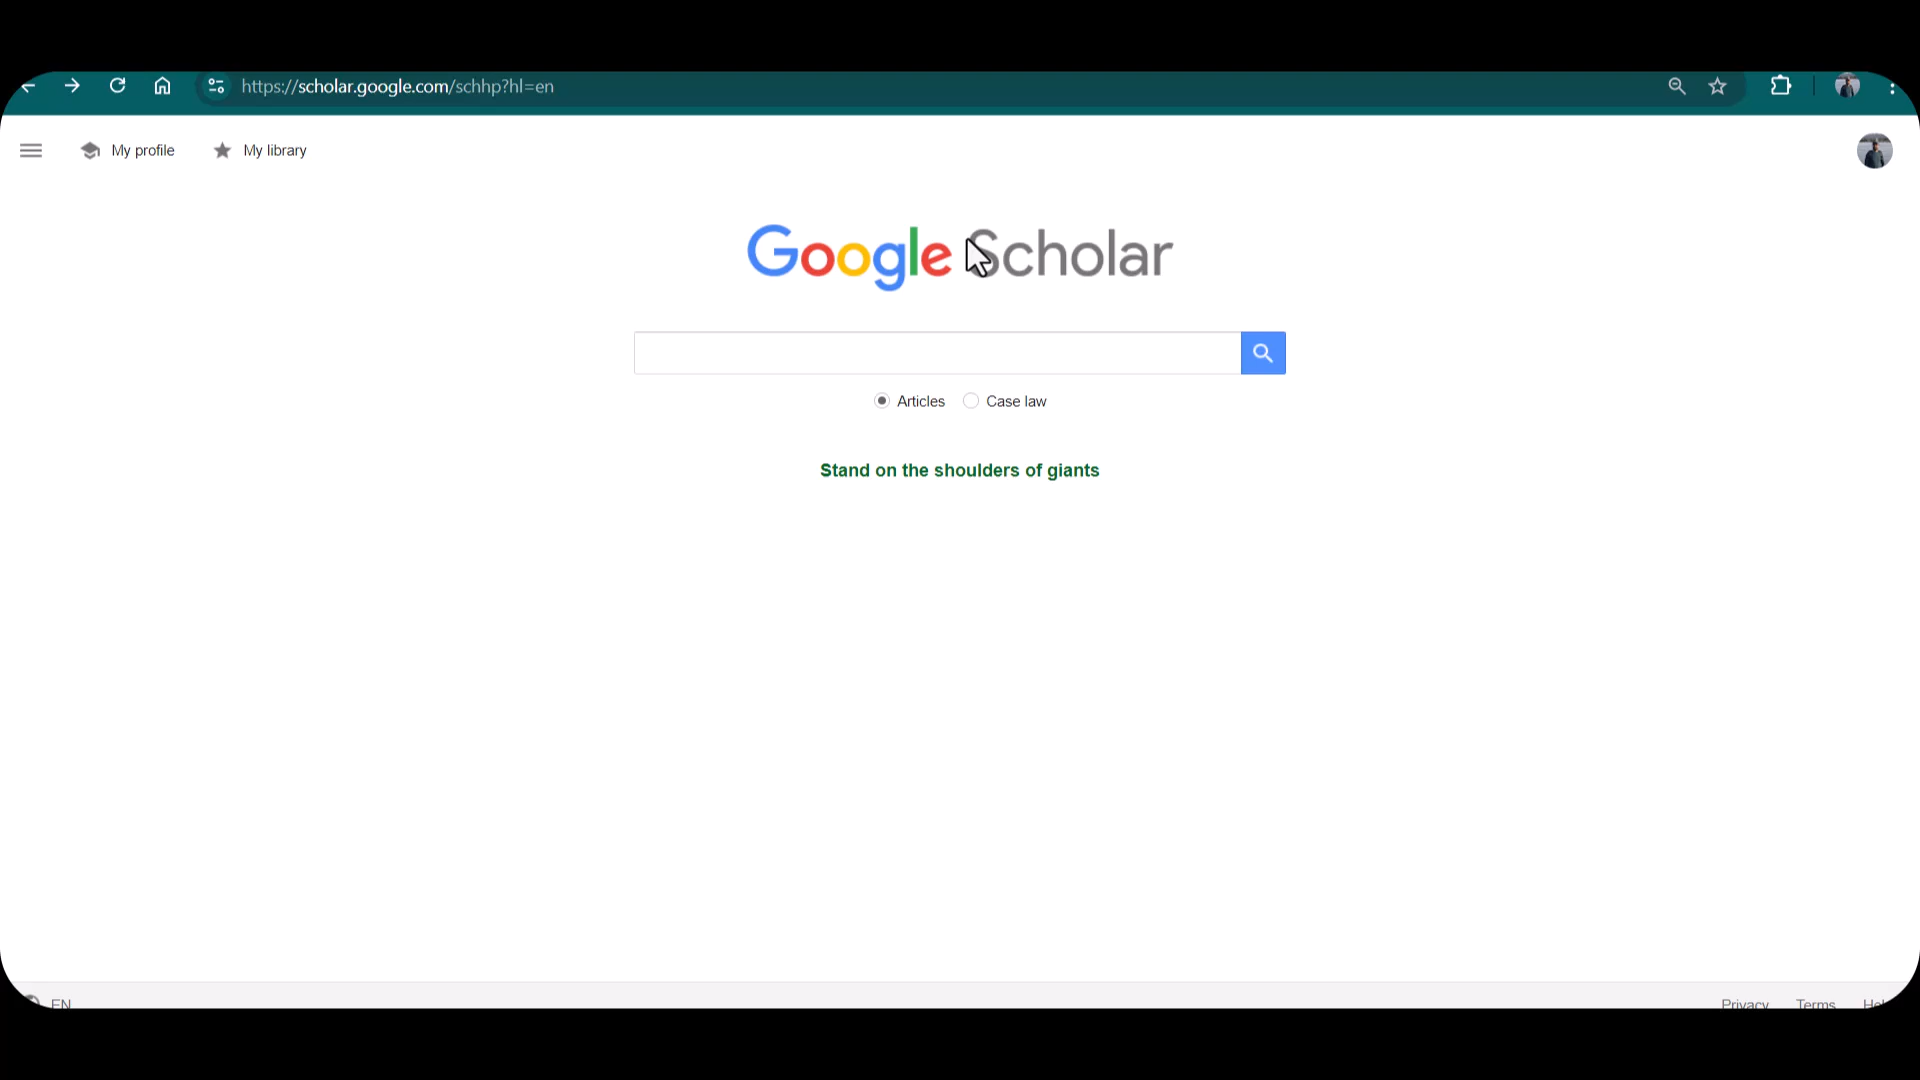 https://scholar.google.com/schhp?hl=en
My profile
My library
Google Scholar
Articles
Case law
Stand on the shoulders of giants
EN
Privacy
Terms